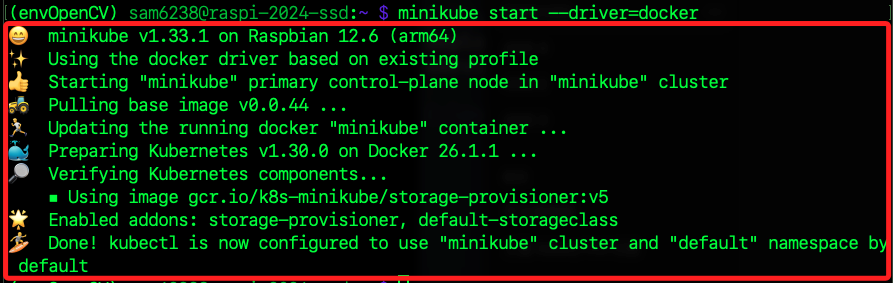 (envOpenCV) sam6238@raspi-2024-ssd:~ $ minikube start --driver=docker
😄 minikube v1.33.1 on Raspbian 12.6 (arm64)
✨ Using the docker driver based on existing profile
👍 Starting "minikube" primary control-plane node in "minikube" cluster
🚜 Pulling base image v0.0.44 ...
🏃 Updating the running docker "minikube" container ...
🐳 Preparing Kubernetes v1.30.0 on Docker 26.1.1 ...
🔎 Verifying Kubernetes components...
▪ Using image gcr.io/k8s-minikube/storage-provisioner:v5
🌟 Enabled addons: storage-provisioner, default-storageclass
🏄 Done! kubectl is now configured to use "minikube" cluster and "default" namespace by
default